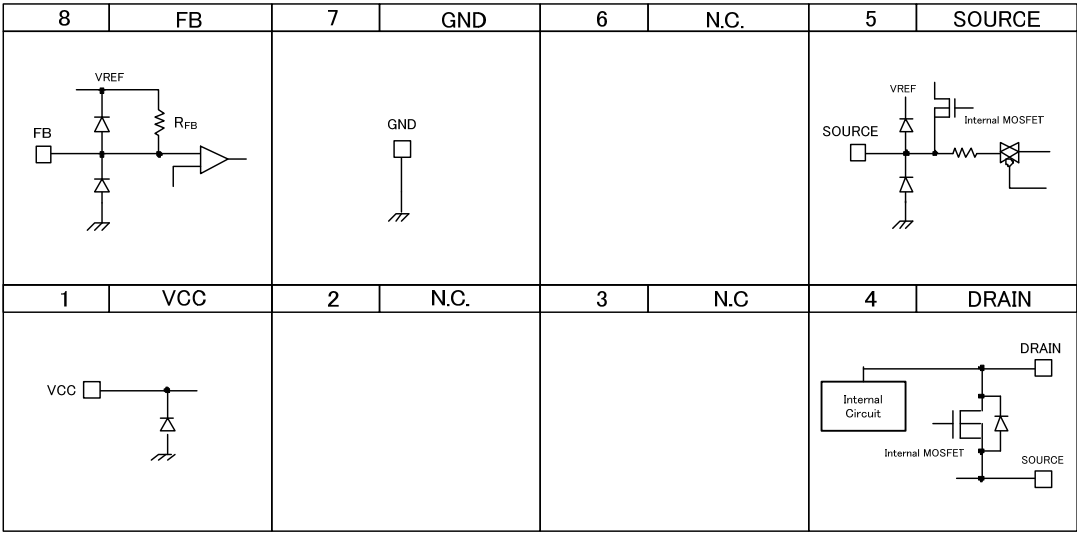 8 FB 7 GND 6 N.C. 5 SOURCE
VREF
RFB
FB
GND
VREF
Internal MOSFET
SOURCE
1 VCC 2 N.C. 3 N.C 4 DRAIN
VCC
DRAIN
Internal
Circuit
Internal MOSFET
SOURCE